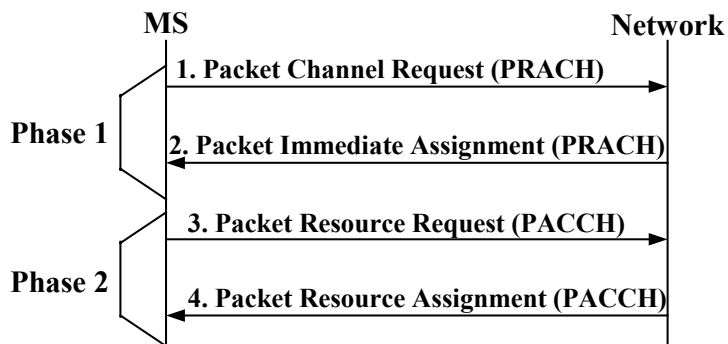 MS
Network
1. Packet Channel Request (PRACH)
Phase 1
2. Packet Immediate Assignment (PRACH)
3. Packet Resource Request (PACCH)
Phase 2
4. Packet Resource Assignment (PACCH)